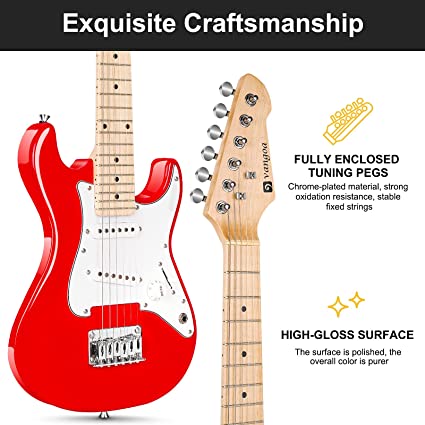 Exquisite Craftsmanship
vangoa
FULLY ENCLOSED
TUNING PEGS
Chrome-plated material, strong
oxidation resistance, stable
fixed strings
HIGH-GLOSS SURFACE
The surface is polished, the
overall color is purer